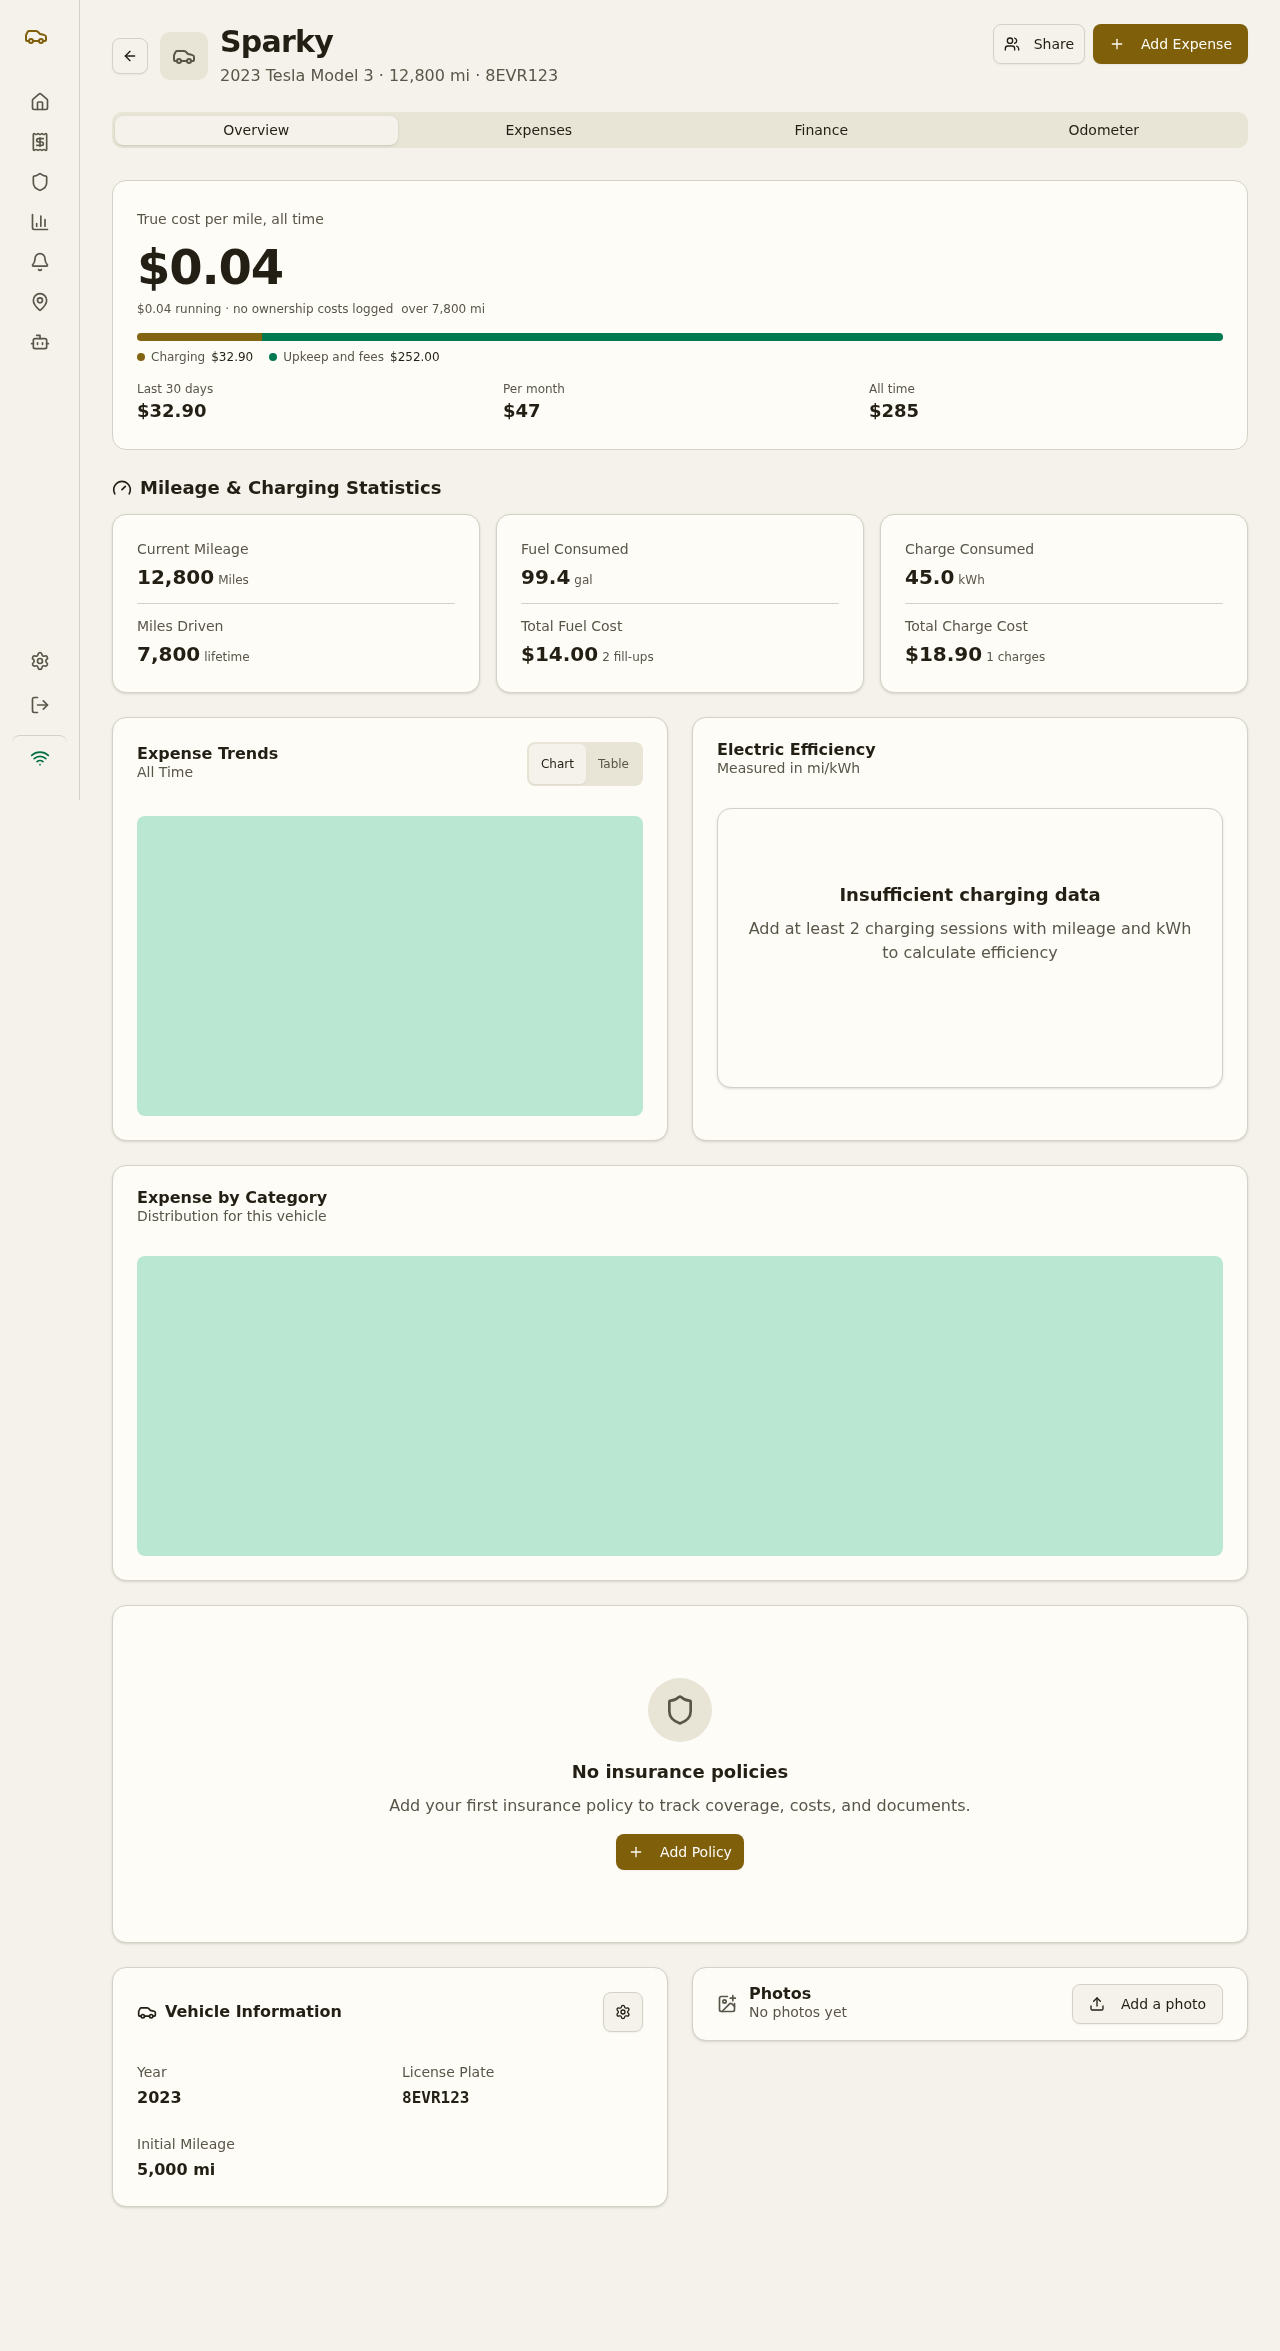 Sparky
2023 Tesla Model 3 · 12,800 mi · 8EVR123
Share
Add Expense
Overview
Expenses
Finance
Odometer
True cost per mile, all time
$0.04
$0.04 running · no ownership costs logged over 7,800 mi
Charging $32.90
Upkeep and fees $252.00
Last 30 days
$32.90
Per month
$47
All time
$285
Mileage & Charging Statistics
Current Mileage
12,800 Miles
Miles Driven
7,800 lifetime
Fuel Consumed
99.4 gal
Total Fuel Cost
$14.00 2 fill-ups
Charge Consumed
45.0 kWh
Total Charge Cost
$18.90 1 charges
Expense Trends
All Time
Chart
Table
Electric Efficiency
Measured in mi/kWh
Insufficient charging data
Add at least 2 charging sessions with mileage and kWh
to calculate efficiency
Expense by Category
Distribution for this vehicle
No insurance policies
Add your first insurance policy to track coverage, costs, and documents.
Add Policy
Vehicle Information
Year
2023
License Plate
8EVR123
Initial Mileage
5,000 mi
Photos
No photos yet
Add a photo